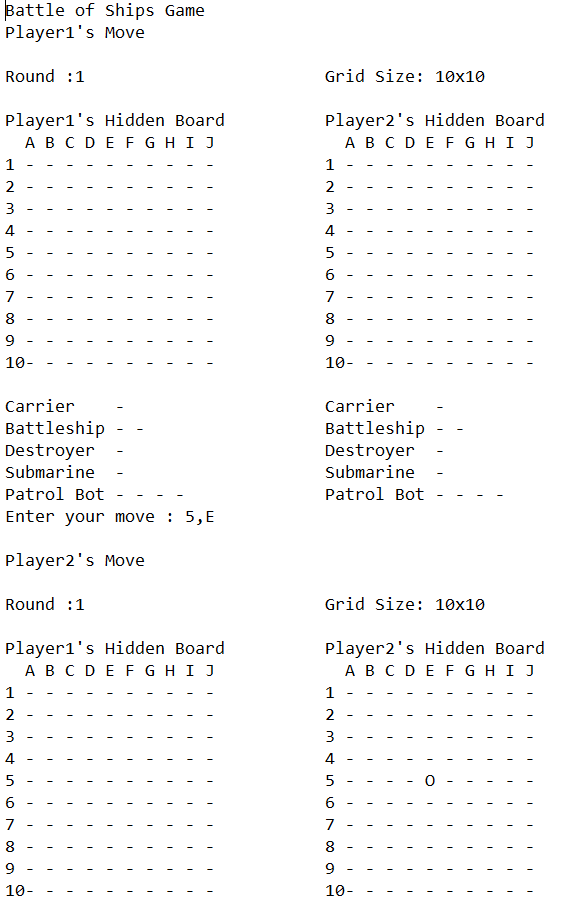 Battle of Ships Game
Player1's Move

Round :1                        Grid Size: 10x10

Player1's Hidden Board          Player2's Hidden Board
  A B C D E F G H I J             A B C D E F G H I J
1 - - - - - - - - - -           1 - - - - - - - - - -
2 - - - - - - - - - -           2 - - - - - - - - - -
3 - - - - - - - - - -           3 - - - - - - - - - -
4 - - - - - - - - - -           4 - - - - - - - - - -
5 - - - - - - - - - -           5 - - - - - - - - - -
6 - - - - - - - - - -           6 - - - - - - - - - -
7 - - - - - - - - - -           7 - - - - - - - - - -
8 - - - - - - - - - -           8 - - - - - - - - - -
9 - - - - - - - - - -           9 - - - - - - - - - -
10- - - - - - - - - -           10- - - - - - - - - -

Carrier    -                    Carrier    -
Battleship - -                  Battleship - -
Destroyer  -                    Destroyer  -
Submarine  -                    Submarine  -
Patrol Bot - - - -              Patrol Bot - - - -
Enter your move : 5,E

Player2's Move

Round :1                        Grid Size: 10x10

Player1's Hidden Board          Player2's Hidden Board
  A B C D E F G H I J             A B C D E F G H I J
1 - - - - - - - - - -           1 - - - - - - - - - -
2 - - - - - - - - - -           2 - - - - - - - - - -
3 - - - - - - - - - -           3 - - - - - - - - - -
4 - - - - - - - - - -           4 - - - - - - - - - -
5 - - - - - - - - - -           5 - - - - O - - - - -
6 - - - - - - - - - -           6 - - - - - - - - - -
7 - - - - - - - - - -           7 - - - - - - - - - -
8 - - - - - - - - - -           8 - - - - - - - - - -
9 - - - - - - - - - -           9 - - - - - - - - - -
10- - - - - - - - - -           10- - - - - - - - - -